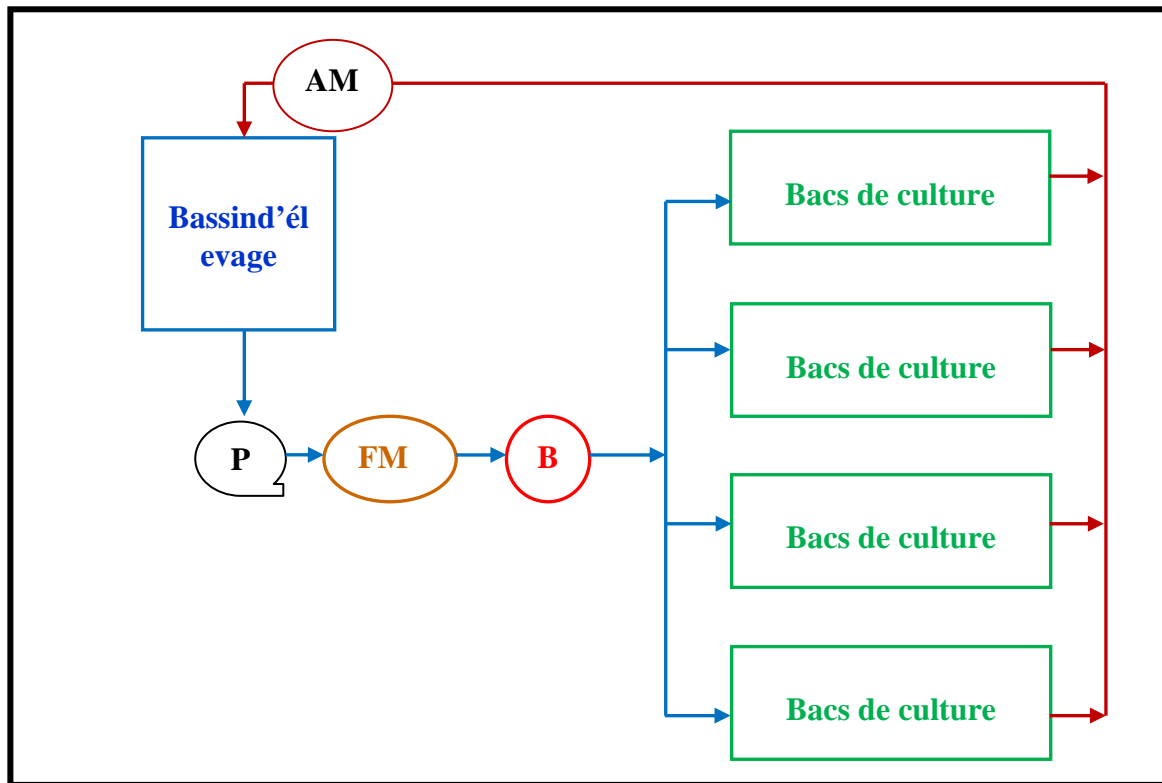 AM
Bassind’él
evage
P
FM
B
Bacs de culture
Bacs de culture
Bacs de culture
Bacs de culture